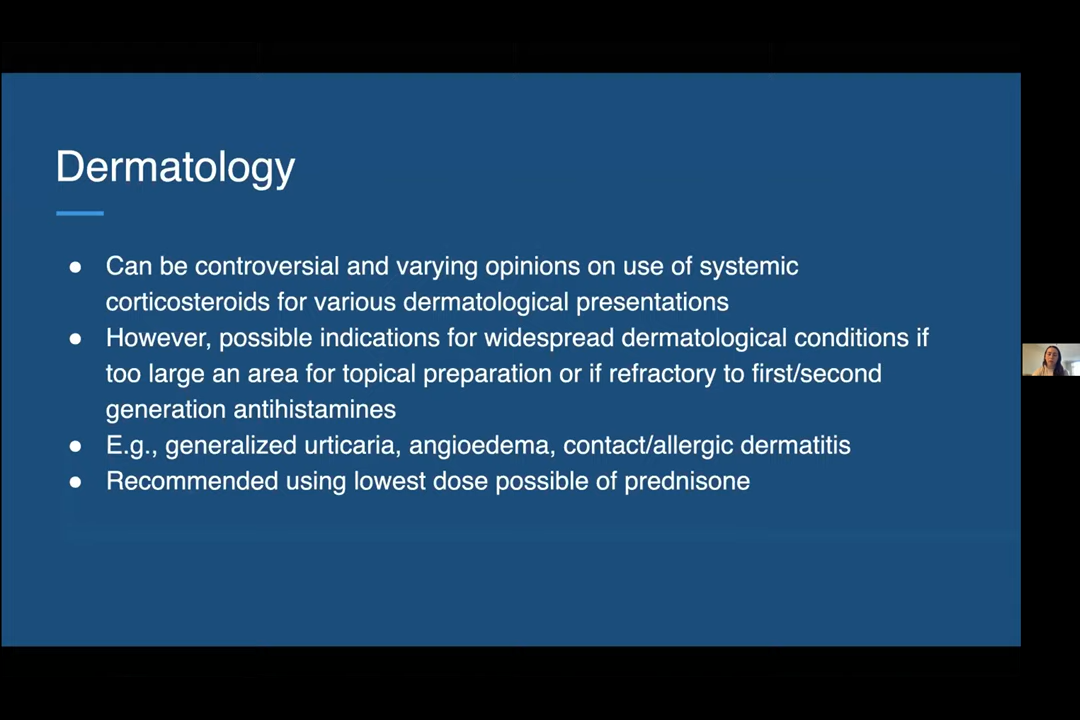 Dermatology
● Can be controversial and varying opinions on use of systemic
corticosteroids for various dermatological presentations
● However, possible indications for widespread dermatological conditions if
too large an area for topical preparation or if refractory to first/second
generation antihistamines
● E.g., generalized urticaria, angioedema, contact/allergic dermatitis
● Recommended using lowest dose possible of prednisone